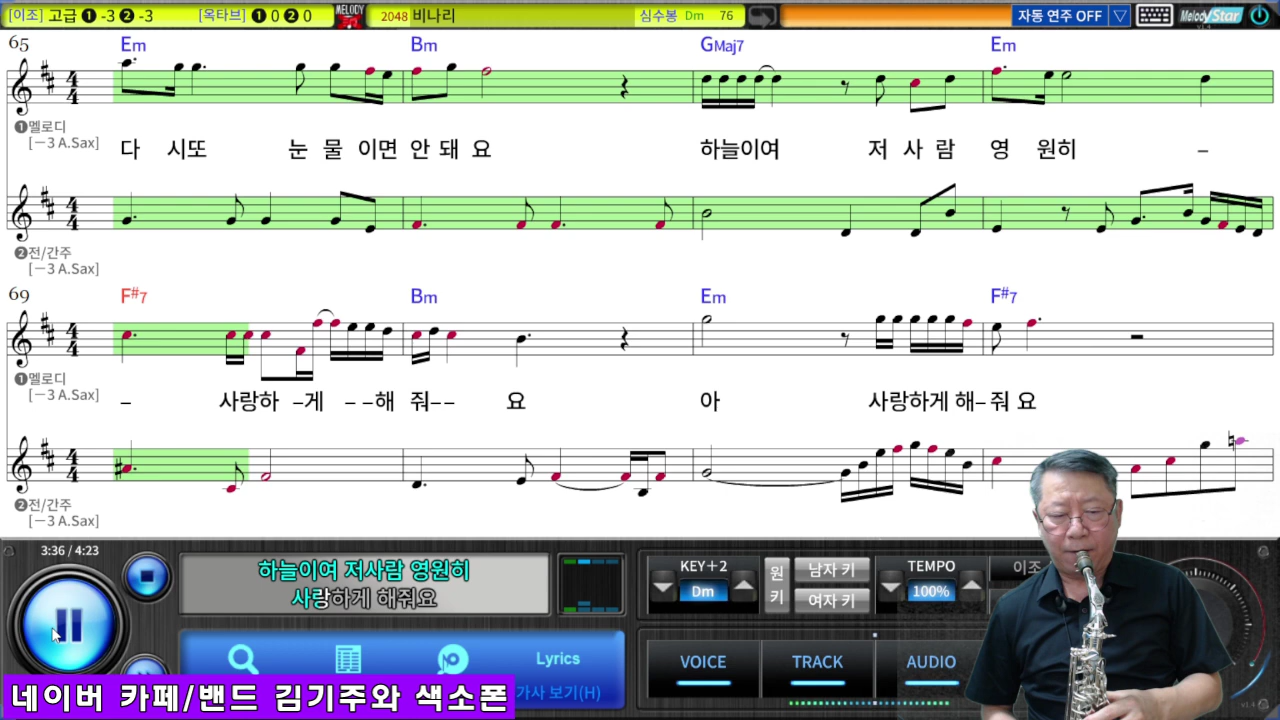 [이조] 고급 ❶ -3 ❷ -3 [옥타브] ❶ 0 ❷ 0 MELODY 2048 비나리 심수봉 Dm 76 자동 연주 OFF ▽ MelodyStar v1.4
65 Em Bm GMaj7 Em
❶멜로디
[−3 A.Sax]
다 시또 눈 물 이면 안 돼 요 하늘이여 저 사 람 영 원히 –
❷전/간주
[−3 A.Sax]
69 F#7 Bm Em F#7
❶멜로디
[−3 A.Sax]
– 사랑하 –게 – –해 줘– – 요 아 사랑하게 해– 줘 요
❷전/간주
[−3 A.Sax]
3:36 / 4:23
하늘이여 저사람 영원히
사랑하게 해줘요
KEY+2
Dm
원키
남자 키
여자 키
TEMPO
100%
이조
Lyrics
가사 보기(H)
VOICE TRACK AUDIO
v1.4
네이버 카페/밴드 김기주와 색소폰